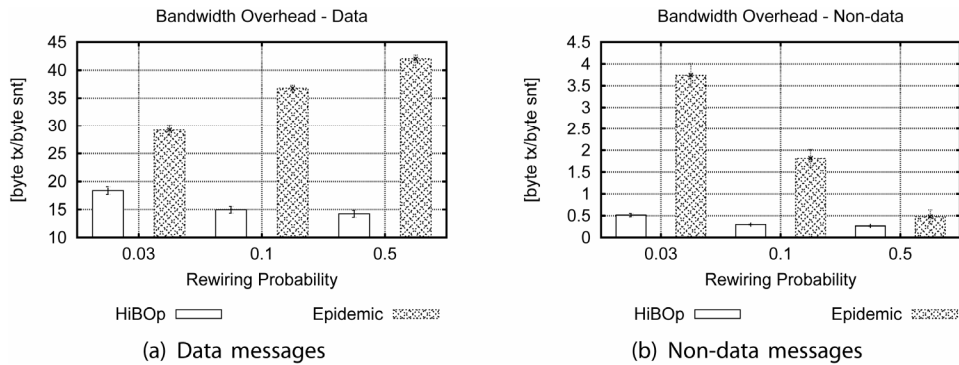 Bandwidth Overhead - Data
[byte tx/byte snt]
45
40
35
30
25
20
15
10
0.03 0.1 0.5
Rewiring Probability
HiBOp Epidemic
(a) Data messages
Bandwidth Overhead - Non-data
[byte tx/byte snt]
4.5
4
3.5
3
2.5
2
1.5
1
0.5
0
0.03 0.1 0.5
Rewiring Probability
HiBOp Epidemic
(b) Non-data messages